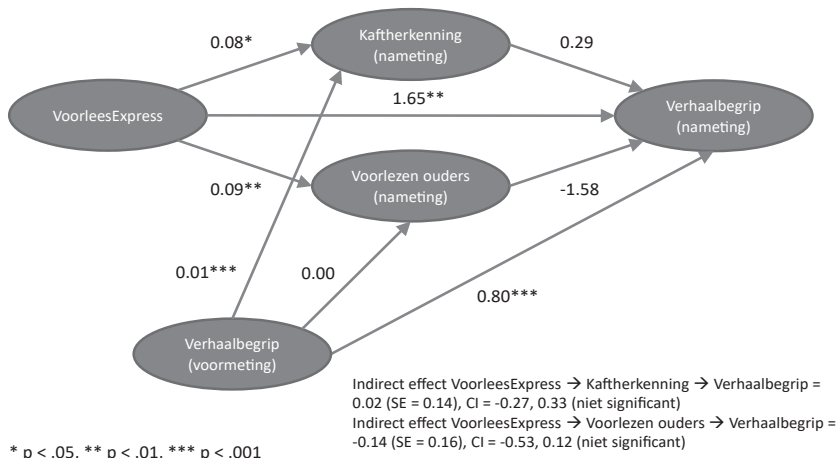 Kaftherkenning
(nameting)
0.08*
0.29
1.65**
VoorleesExpress
Verhaalbegrip
(nameting)
Voorlezen ouders
(nameting)
0.09**
-1.58
0.01***
0.00
0.80***
Verhaalbegrip
(voormeting)
Indirect effect VoorleesExpress → Kaftherkenning → Verhaalbegrip =
0.02 (SE = 0.14), CI = -0.27, 0.33 (niet significant)
Indirect effect VoorleesExpress → Voorlezen ouders → Verhaalbegrip =
-0.14 (SE = 0.16), CI = -0.53, 0.12 (niet significant)
* p < .05, ** p < .01, *** p < .001